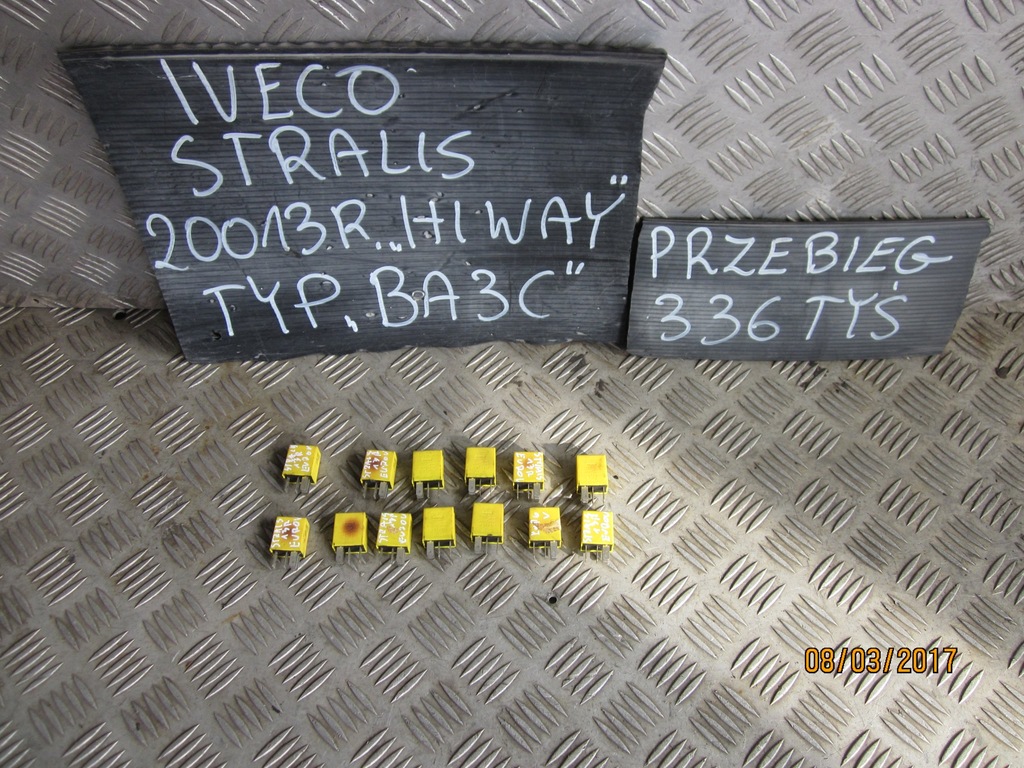 IVECO
STRALIS
20013R. „HI WAY"
TYP „BA3C"
PRZEBIEG
336 TYŚ
08/03/2017